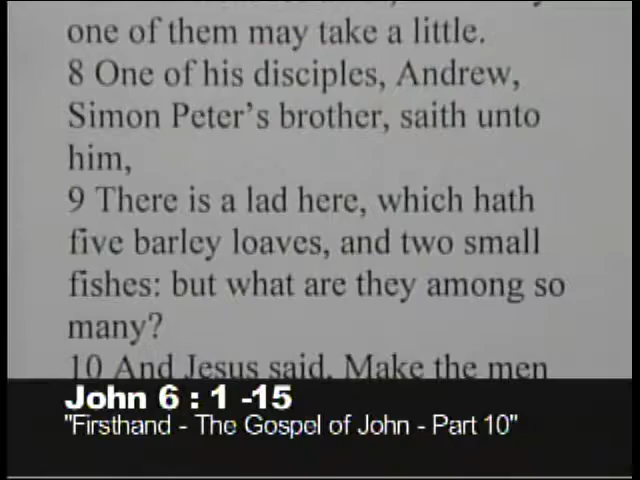 one of them may take a little.
8 One of his disciples, Andrew,
Simon Peter's brother, saith unto
him,
9 There is a lad here, which hath
five barley loaves, and two small
fishes: but what are they among so
many?
10 And Jesus said, Make the men
John 6 : 1 -15
"Firsthand - The Gospel of John - Part 10"